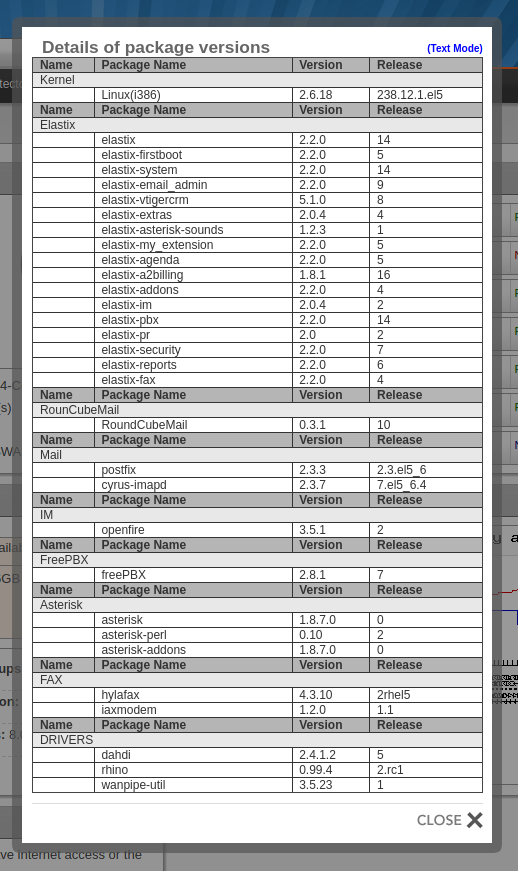 Details of package versions
(Text Mode)
Name Package Name Version Release
Kernel
Linux(i386) 2.6.18 238.12.1.el5
Name Package Name Version Release
Elastix
elastix 2.2.0 14
elastix-firstboot 2.2.0 5
elastix-system 2.2.0 14
elastix-email_admin 2.2.0 9
elastix-vtigercrm 5.1.0 8
elastix-extras 2.0.4 4
elastix-asterisk-sounds 1.2.3 1
elastix-my_extension 2.2.0 5
elastix-agenda 2.2.0 5
elastix-a2billing 1.8.1 16
elastix-addons 2.2.0 4
elastix-im 2.0.4 2
elastix-pbx 2.2.0 14
elastix-pr 2.0 2
elastix-security 2.2.0 7
elastix-reports 2.2.0 6
elastix-fax 2.2.0 4
Name Package Name Version Release
RounCubeMail
RoundCubeMail 0.3.1 10
Name Package Name Version Release
Mail
postfix 2.3.3 2.3.el5_6
cyrus-imapd 2.3.7 7.el5_6.4
Name Package Name Version Release
IM
openfire 3.5.1 2
Name Package Name Version Release
FreePBX
freePBX 2.8.1 7
Name Package Name Version Release
Asterisk
asterisk 1.8.7.0 0
asterisk-perl 0.10 2
asterisk-addons 1.8.7.0 0
Name Package Name Version Release
FAX
hylafax 4.3.10 2rhel5
iaxmodem 1.2.0 1.1
Name Package Name Version Release
DRIVERS
dahdi 2.4.1.2 5
rhino 0.99.4 2.rc1
wanpipe-util 3.5.23 1
CLOSE
ve internet access or the